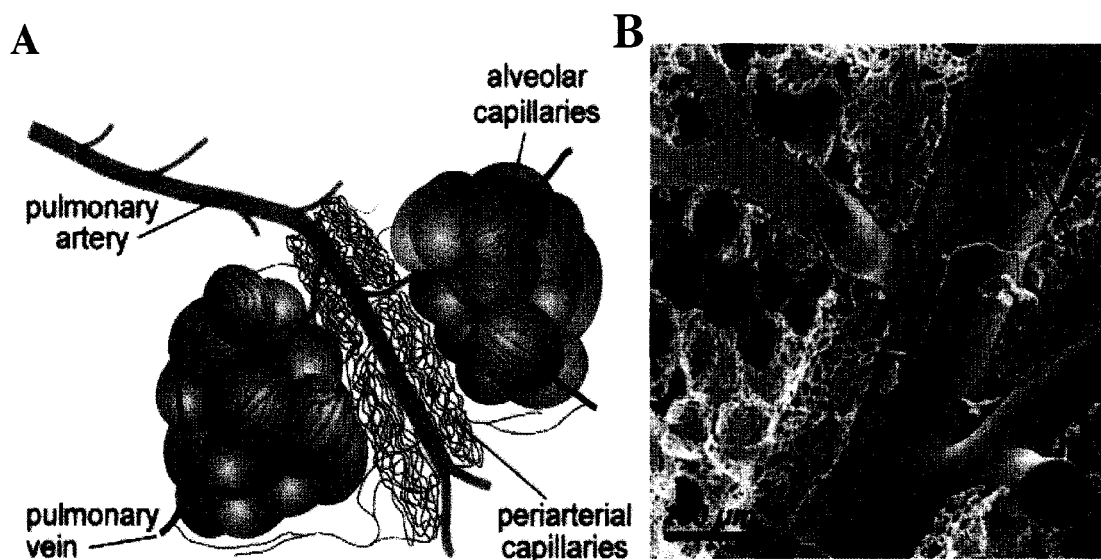 A
B
alveolar
capillaries
pulmonary
artery
pulmonary
vein
periarterial
capillaries